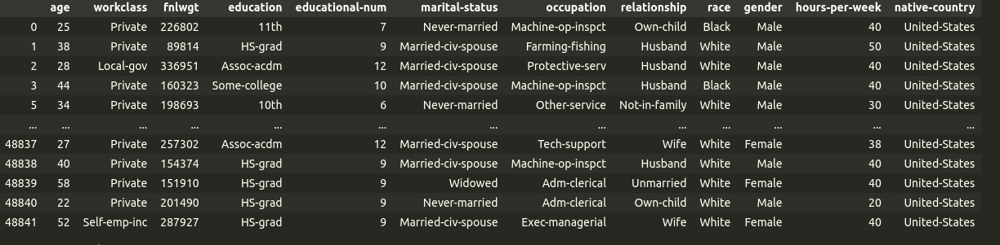 age workclass fnlwgt education educational-num marital-status occupation relationship race gender hours-per-week native-country
0 25 Private 226802 11th 7 Never-married Machine-op-inspct Own-child Black Male 40 United-States
1 38 Private 89814 HS-grad 9 Married-civ-spouse Farming-fishing Husband White Male 50 United-States
2 28 Local-gov 336951 Assoc-acdm 12 Married-civ-spouse Protective-serv Husband White Male 40 United-States
3 44 Private 160323 Some-college 10 Married-civ-spouse Machine-op-inspct Husband Black Male 40 United-States
5 34 Private 198693 10th 6 Never-married Other-service Not-in-family White Male 30 United-States
... ... ... ... ... ... ... ... ... ... ... ... ...
48837 27 Private 257302 Assoc-acdm 12 Married-civ-spouse Tech-support Wife White Female 38 United-States
48838 40 Private 154374 HS-grad 9 Married-civ-spouse Machine-op-inspct Husband White Male 40 United-States
48839 58 Private 151910 HS-grad 9 Widowed Adm-clerical Unmarried White Female 40 United-States
48840 22 Private 201490 HS-grad 9 Never-married Adm-clerical Own-child White Male 20 United-States
48841 52 Self-emp-inc 287927 HS-grad 9 Married-civ-spouse Exec-managerial Wife White Female 40 United-States